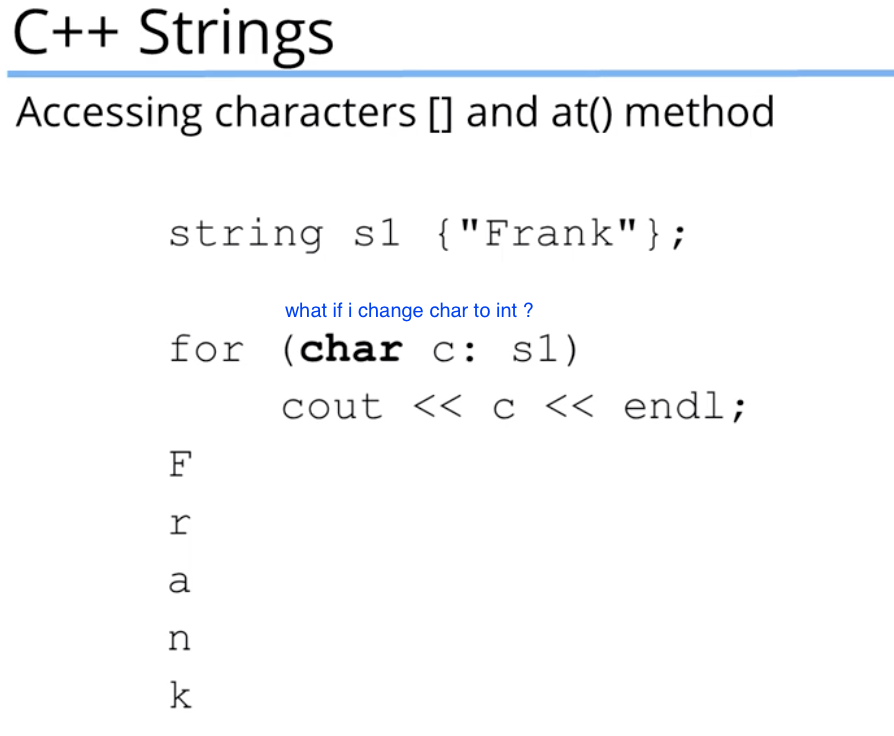 C++ Strings
Accessing characters [] and at() method
string s1 {"Frank"};
what if i change char to int ?
for (char c: s1)
cout << c << endl;
F
r
a
n
k